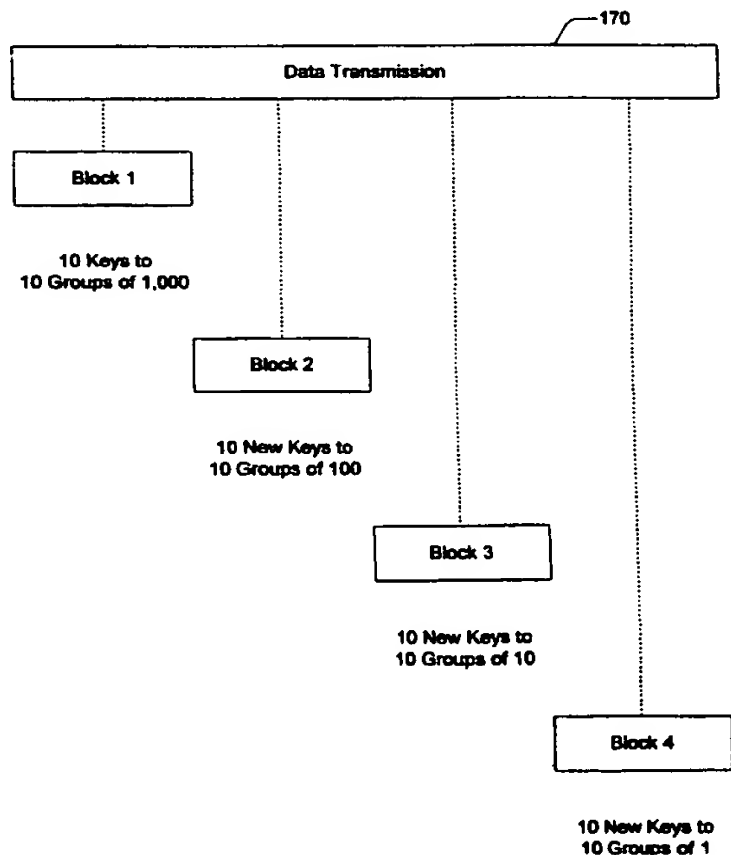 170
Data Transmission
Block 1
10 Keys to
10 Groups of 1,000
Block 2
10 New Keys to
10 Groups of 100
Block 3
10 New Keys to
10 Groups of 10
Block 4
10 New Keys to
10 Groups of 1